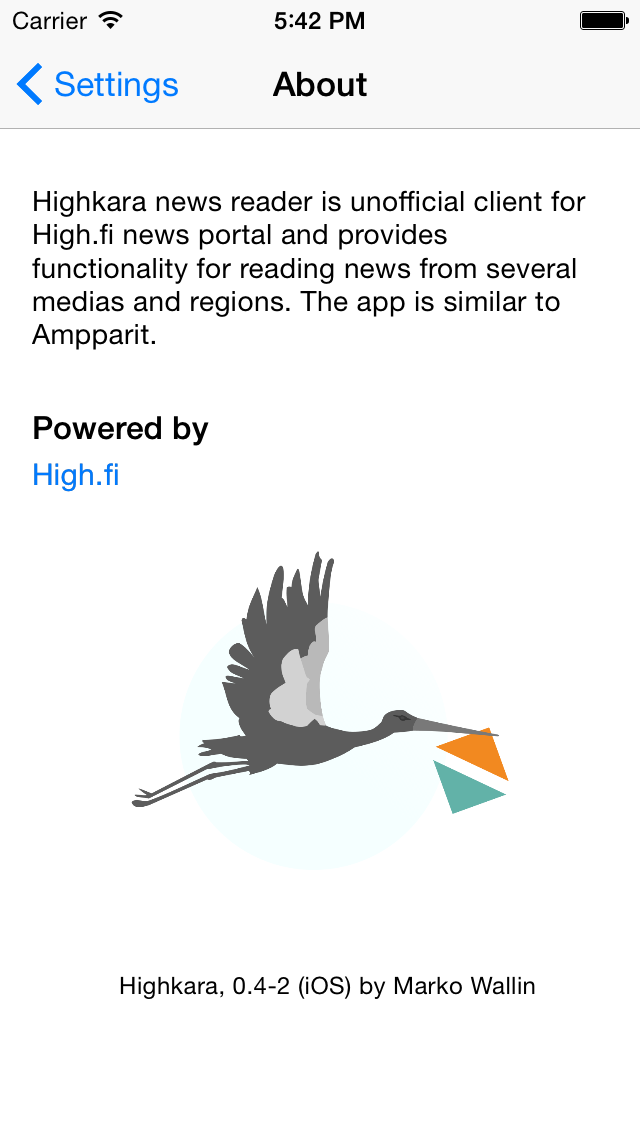 Carrier 5:42 PM
Settings About
Highkara news reader is unofficial client for
High.fi news portal and provides
functionality for reading news from several
medias and regions. The app is similar to
Ampparit.
Powered by
High.fi
Highkara, 0.4-2 (iOS) by Marko Wallin